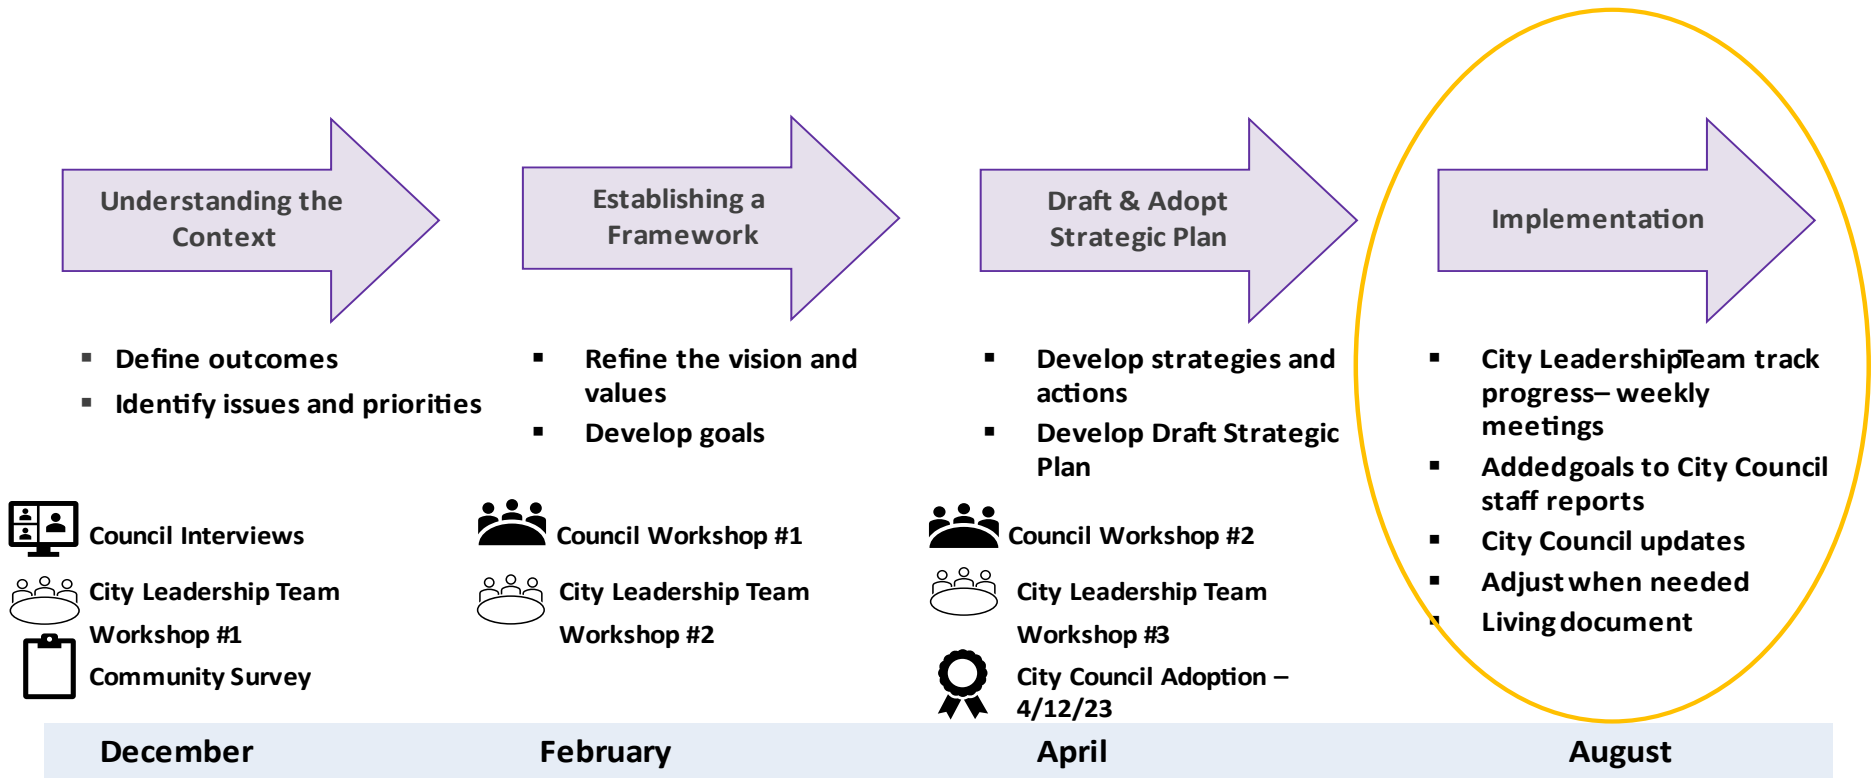 Understanding the
Context
▪ Define outcomes
▪ Identify issues and priorities
Council Interviews
City Leadership Team
Workshop #1
Community Survey
December
Establishing a
Framework
▪ Refine the vision and
values
▪ Develop goals
Council Workshop #1
City Leadership Team
Workshop #2
February
Draft & Adopt
Strategic Plan
▪ Develop strategies and
actions
▪ Develop Draft Strategic
Plan
Council Workshop #2
City Leadership Team
Workshop #3
City Council Adoption –
4/12/23
April
Implementation
▪ City LeadershipTeam track
progress– weekly
meetings
▪ Addedgoals to City Council
staff reports
▪ City Council updates
▪ Adjust when needed
▪ Living document
August